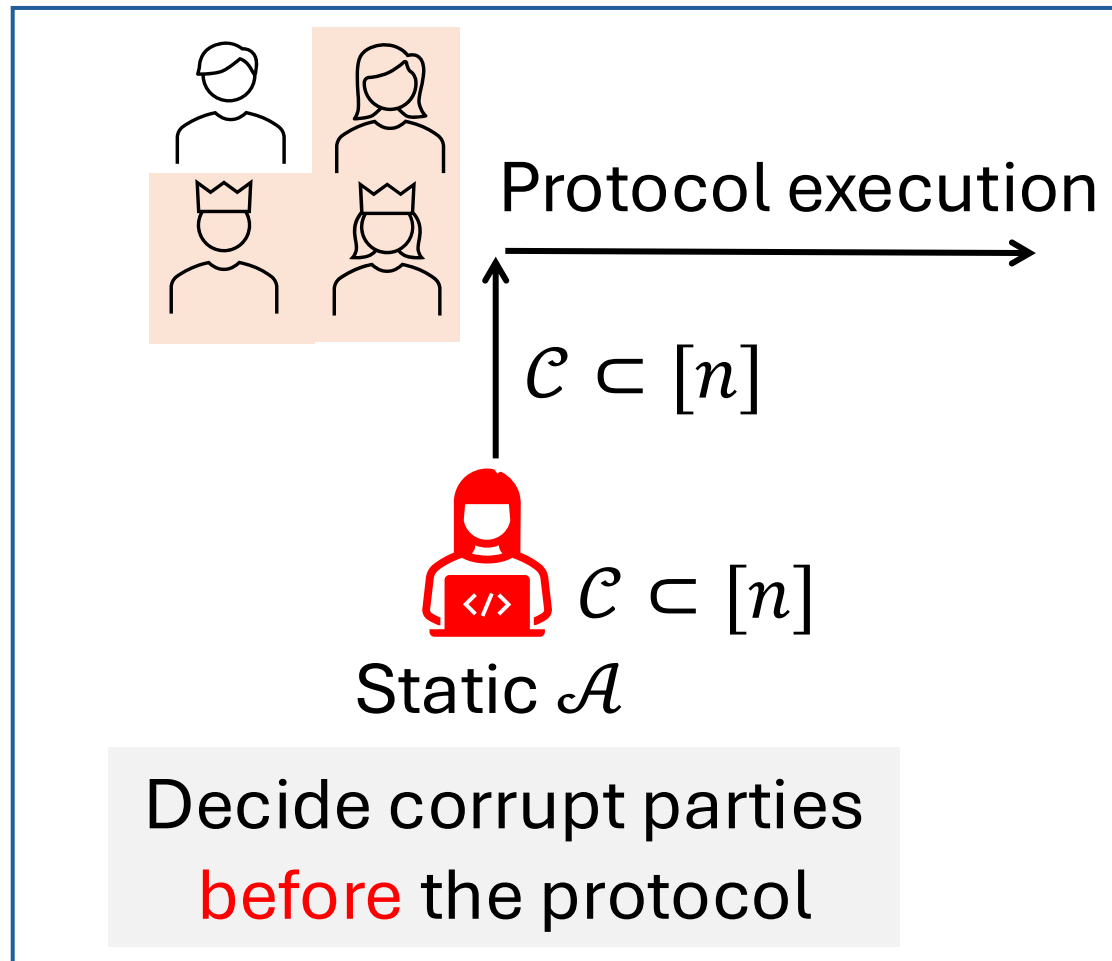 Protocol execution
𝒞 ⊂ [n]
</>
𝒞 ⊂ [n]
Static 𝒜
Decide corrupt parties
before the protocol